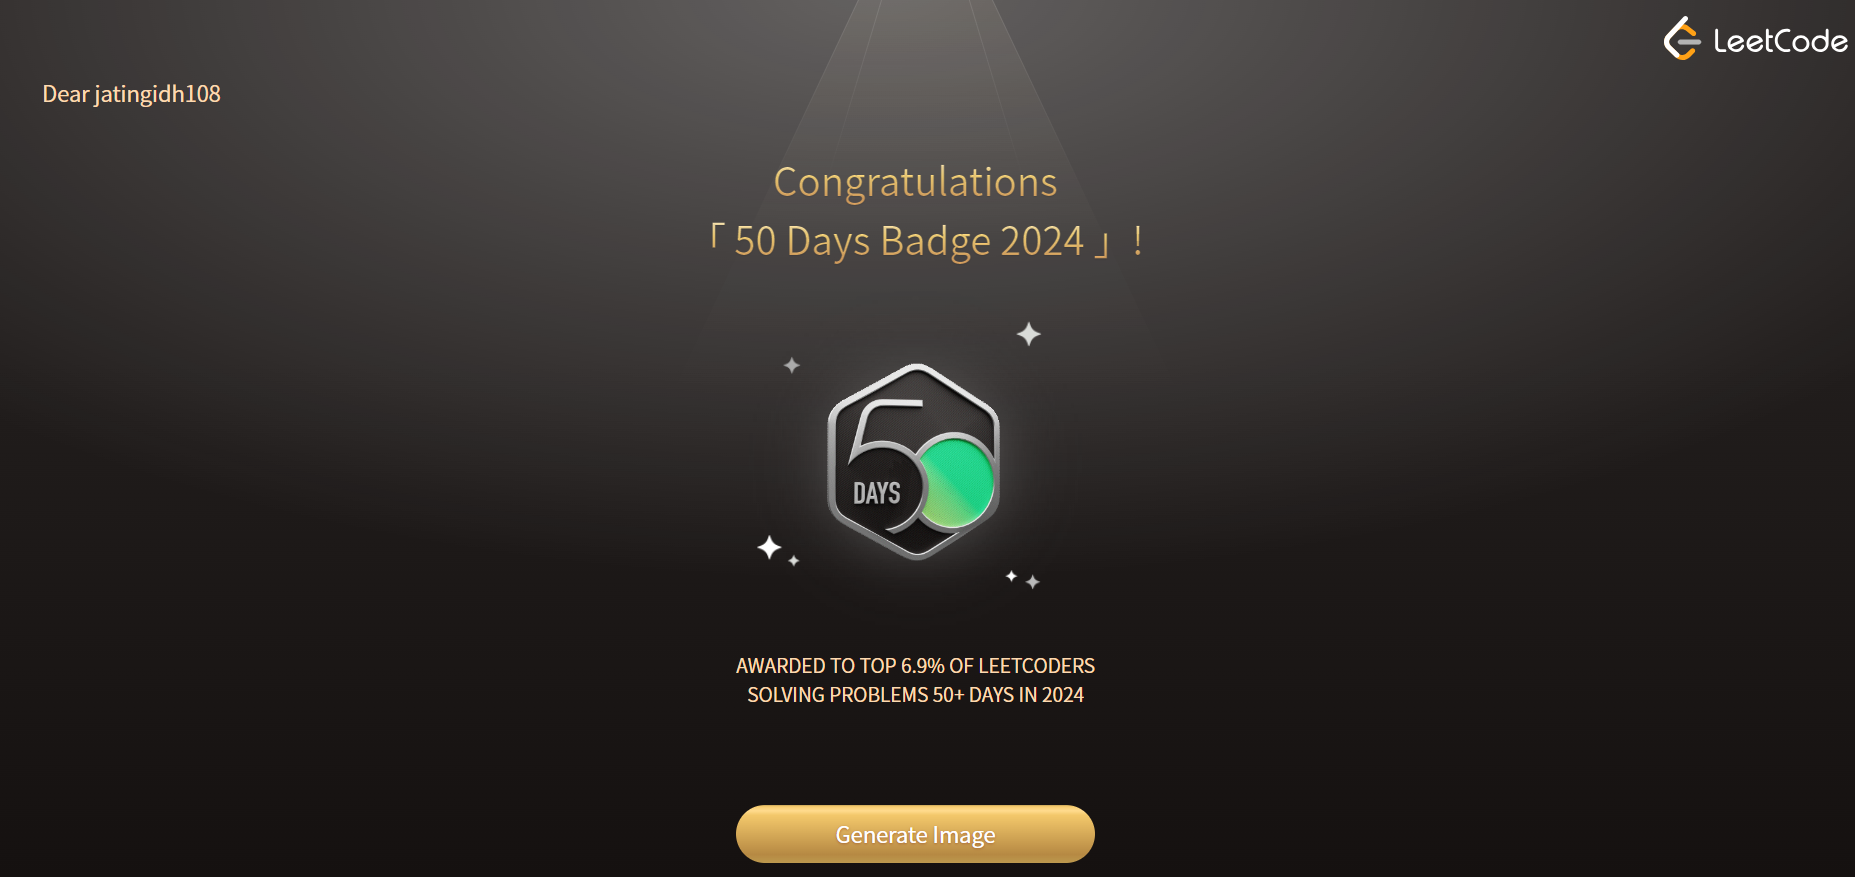 LeetCode
Dear jatingidh108
Congratulations
「 50 Days Badge 2024 」 !
50
DAYS
AWARDED TO TOP 6.9% OF LEETCODERS
SOLVING PROBLEMS 50+ DAYS IN 2024
Generate Image